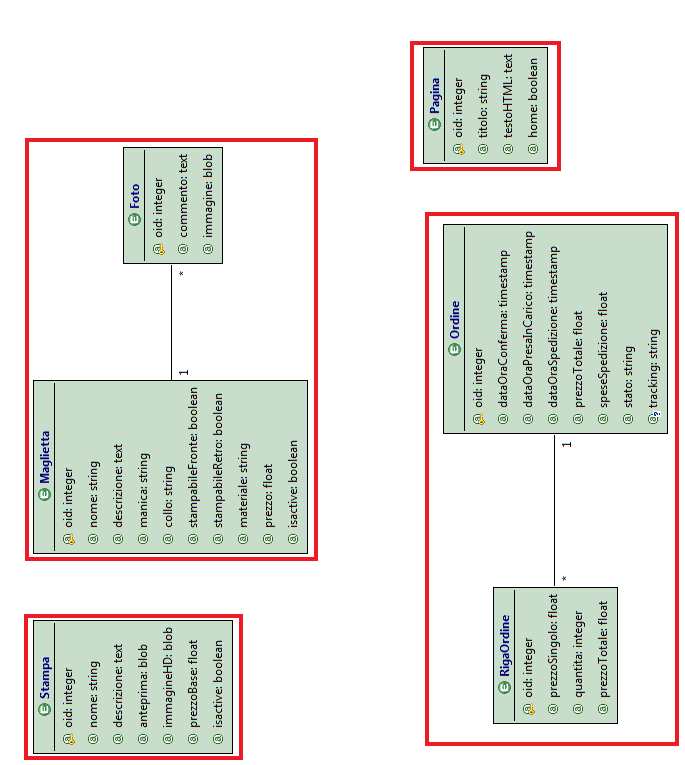 Stampa
oid: integer
nome: string
descrizione: text
anteprima: blob
immagineHD: blob
prezzoBase: float
isactive: boolean
Maglietta
oid: integer
nome: string
descrizione: text
manica: string
collo: string
stampabileFronte: boolean
stampabileRetro: boolean
materiale: string
prezzo: float
isactive: boolean
1
*
Foto
oid: integer
commento: text
immagine: blob
RigaOrdine
oid: integer
prezzoSingolo: float
quantita: integer
prezzoTotale: float
*
1
Ordine
oid: integer
dataOraConferma: timestamp
dataOraPresaInCarico: timestamp
dataOraSpedizione: timestamp
prezzoTotale: float
speseSpedizione: float
stato: string
tracking: string
Pagina
oid: integer
titolo: string
testoHTML: text
home: boolean